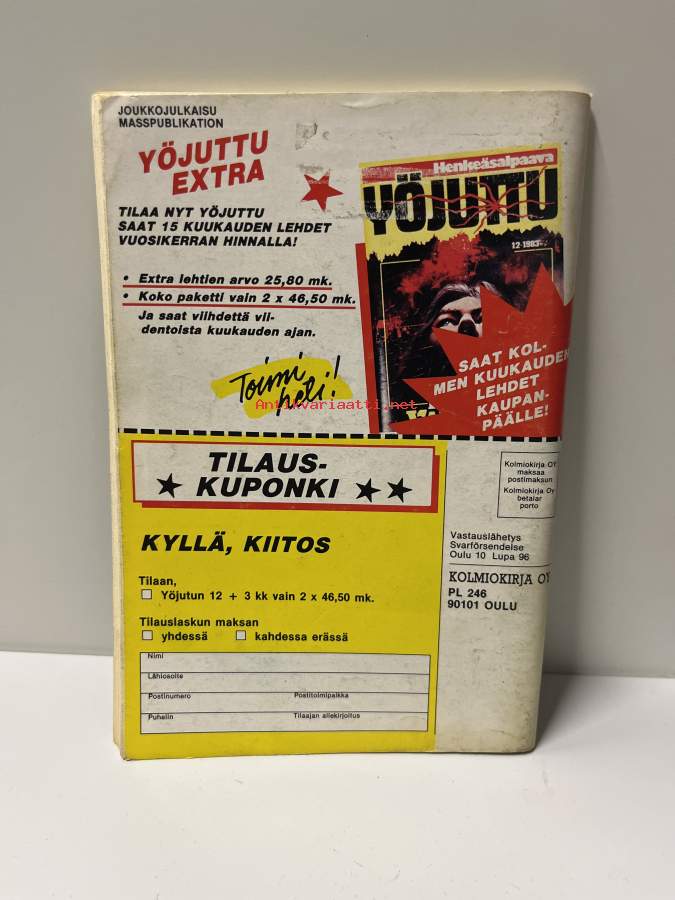 JOUKKOJULKAISU
MASSPUBLIKATION
YÖJUTTU
EXTRA
TILAA NYT YÖJUTTU
SAAT 15 KUUKAUDEN LEHDET
VUOSIKERRAN HINNALLA!
• Extra lehtien arvo 25,80 mk.
• Koko paketti vain 2 x 46,50 mk.
Ja saat viihdettä vii-
dentoista kuukauden ajan.
Toimi
heti!
Antikvariaatti.net
Henkeäsalpaava
YÖJUTTU
12-1983
SAAT KOL-
MEN KUUKAUDEN
LEHDET
KAUPAN-
PÄÄLLE!
TILAUS-
KUPONKI
KYLLÄ, KIITOS
Tilaan,
Yöjutun 12 + 3 kk vain 2 x 46,50 mk.
Tilauslaskun maksan
yhdessä kahdessa erässä
Nimi
Lähiosoite
Postinumero Postitoimipaikka
Puhelin Tilaajan allekirjoitus
Kolmiokirja OY
maksaa
postimaksun
Kolmiokirja Oy
betalar
porto
Vastauslähetys
Svarförsendelse
Oulu 10 Lupa 96
KOLMIOKIRJA OY
PL 246
90101 OULU